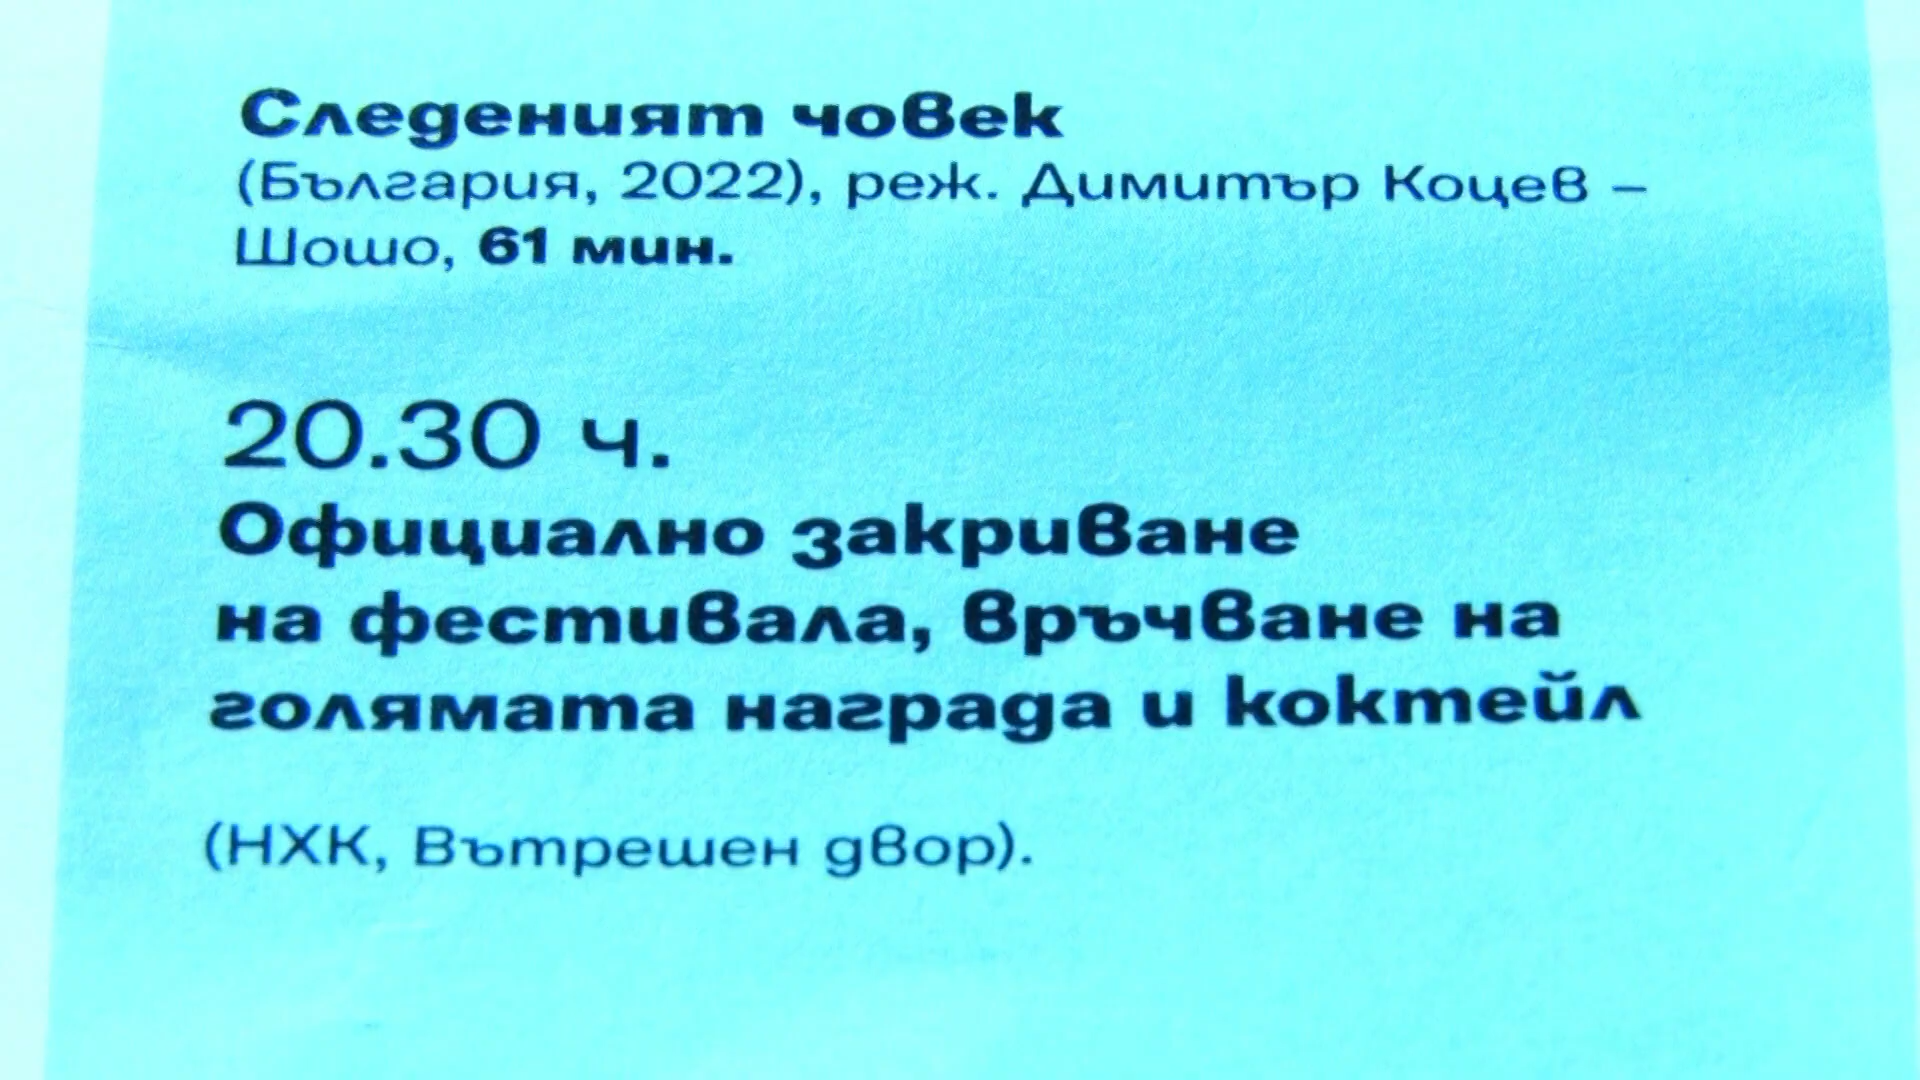 Следеният човек
(България, 2022), реж. Димитър Коцев –
Шошо, 61 мин.
20.30 ч.
Официално закриване
на фестивала, връчване на
голямата награда и коктейл
(НХК, Вътрешен двор).